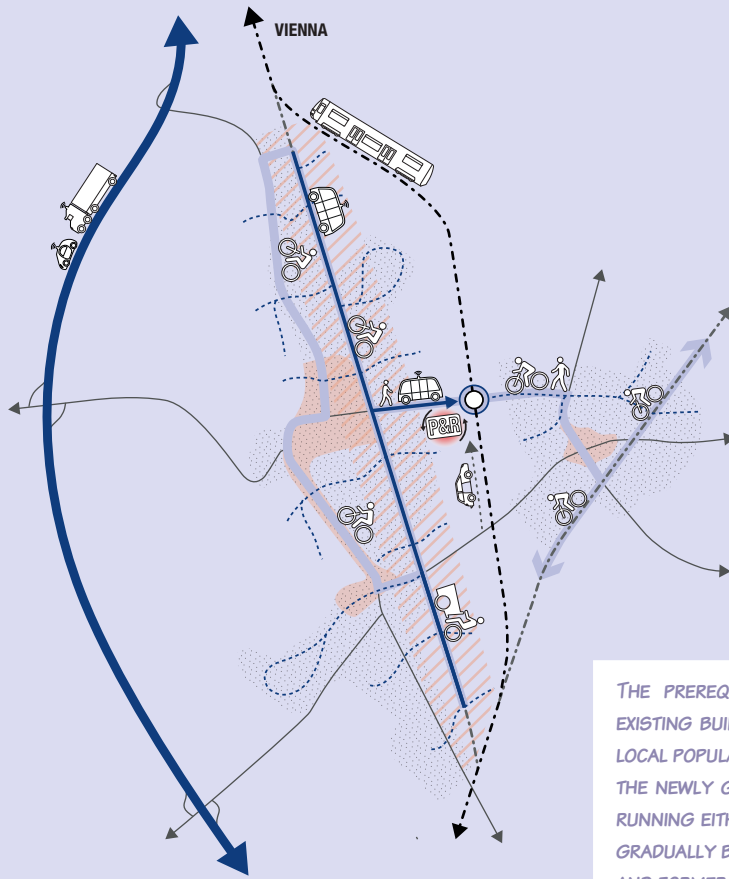 VIENNA
P&R
THE PREREQ
EXISTING BUI
LOCAL POPULA
THE NEWLY G
RUNNING EITH
GRADUALLY B